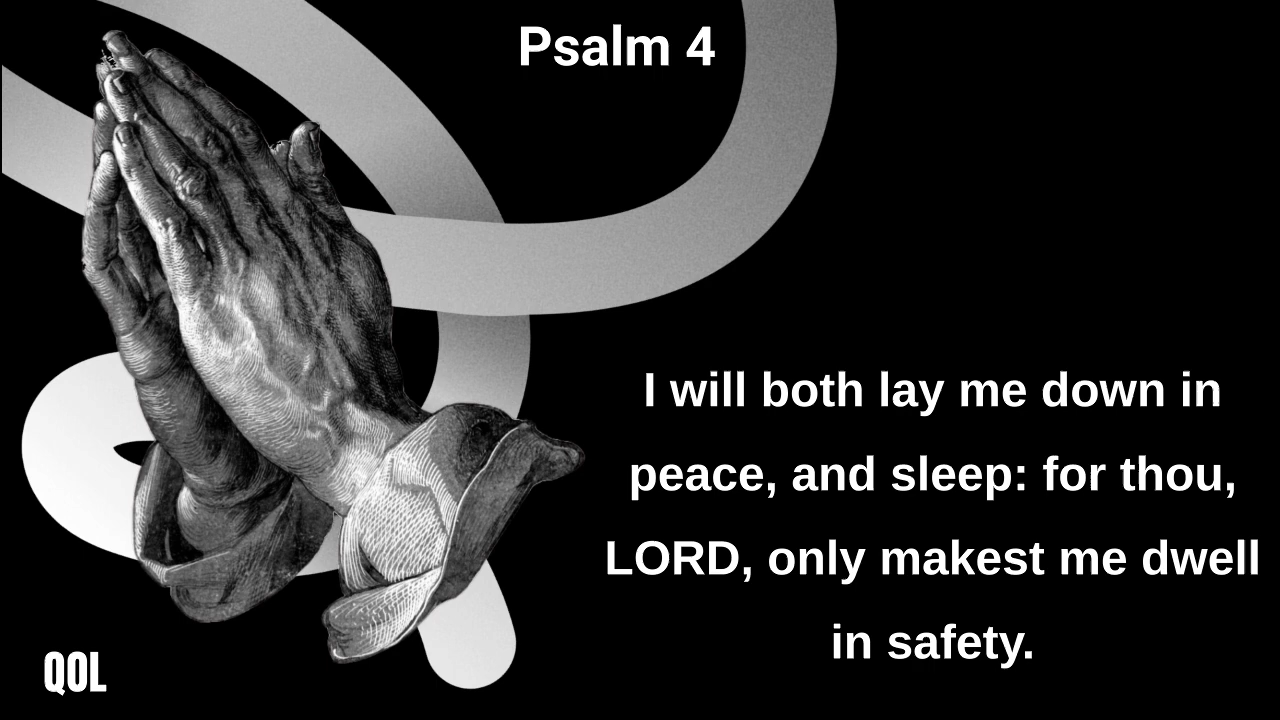 Psalm 4
I will both lay me down in
peace, and sleep: for thou,
LORD, only makest me dwell
in safety.
QOL